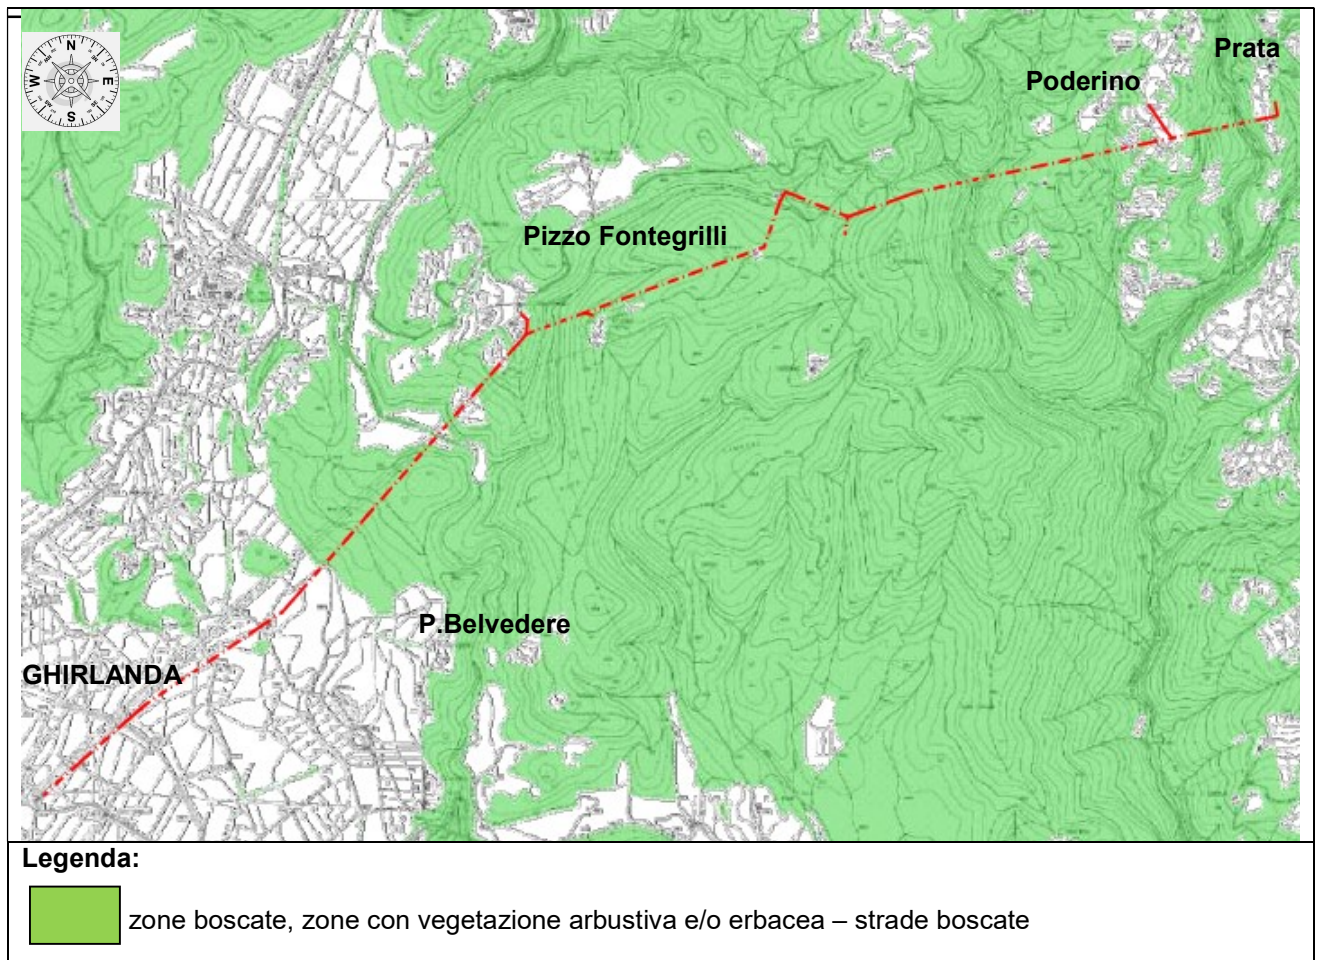 N
W E
S
Prata
Poderino
Pizzo Fontegrilli
P.Belvedere
GHIRLANDA
Legenda:
zone boscate, zone con vegetazione arbustiva e/o erbacea – strade boscate